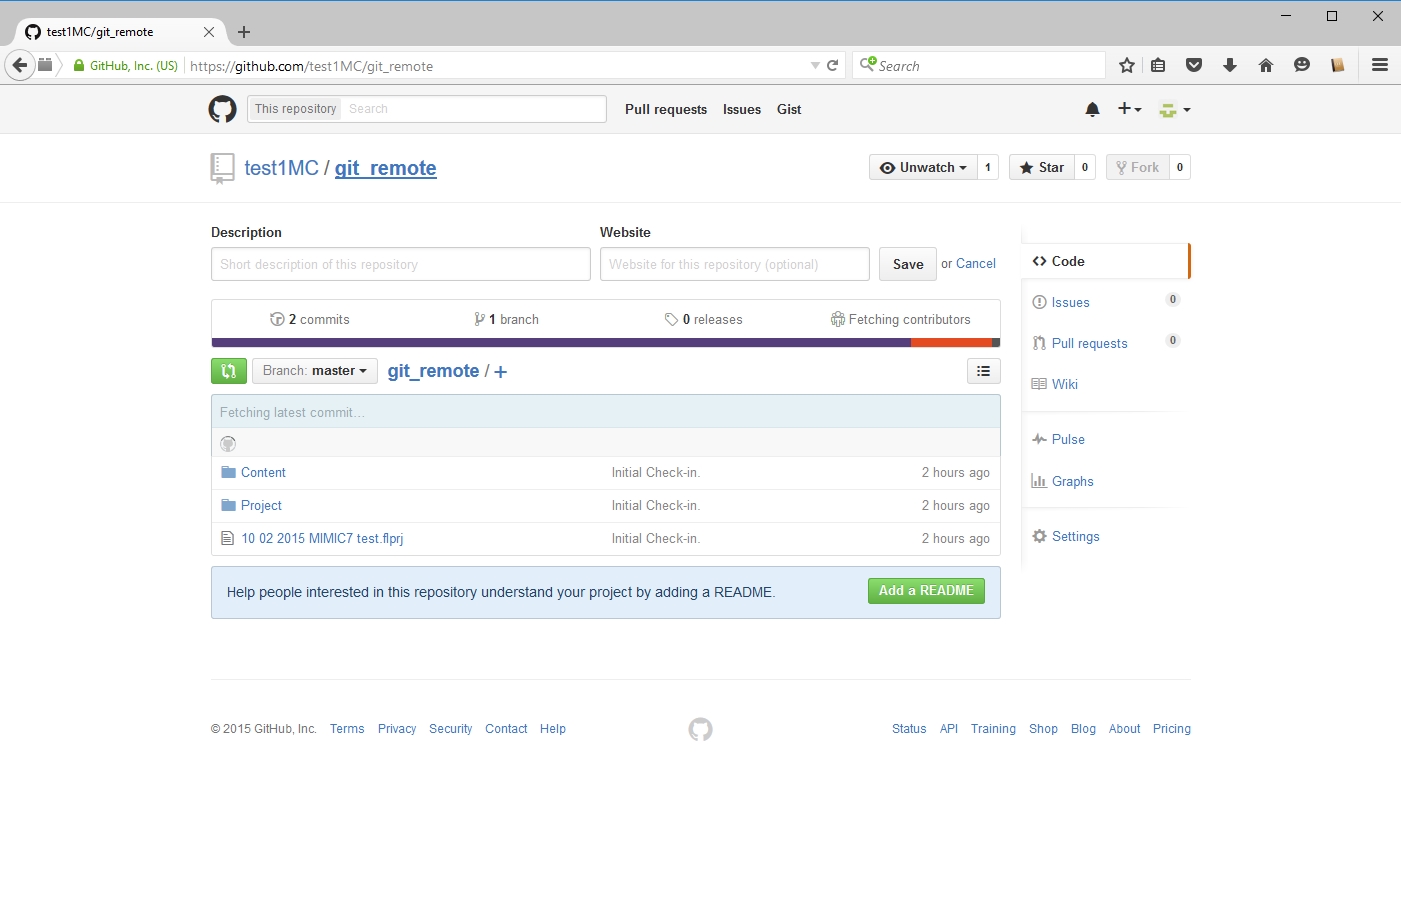 test1MC/git_remote
GitHub, Inc. (US) https://github.com/test1MC/git_remote Search
This repository Search Pull requests Issues Gist
test1MC / git_remote Unwatch 1 Star 0 Fork 0
Description Website
Short description of this repository Website for this repository (optional) Save or Cancel
Code
Issues 0
Pull requests 0
Wiki
Pulse
Graphs
Settings
2 commits 1 branch 0 releases Fetching contributors
Branch: master git_remote / +
Fetching latest commit…
Content Initial Check-in. 2 hours ago
Project Initial Check-in. 2 hours ago
10 02 2015 MIMIC7 test.flprj Initial Check-in. 2 hours ago
Help people interested in this repository understand your project by adding a README. Add a README
© 2015 GitHub, Inc. Terms Privacy Security Contact Help Status API Training Shop Blog About Pricing